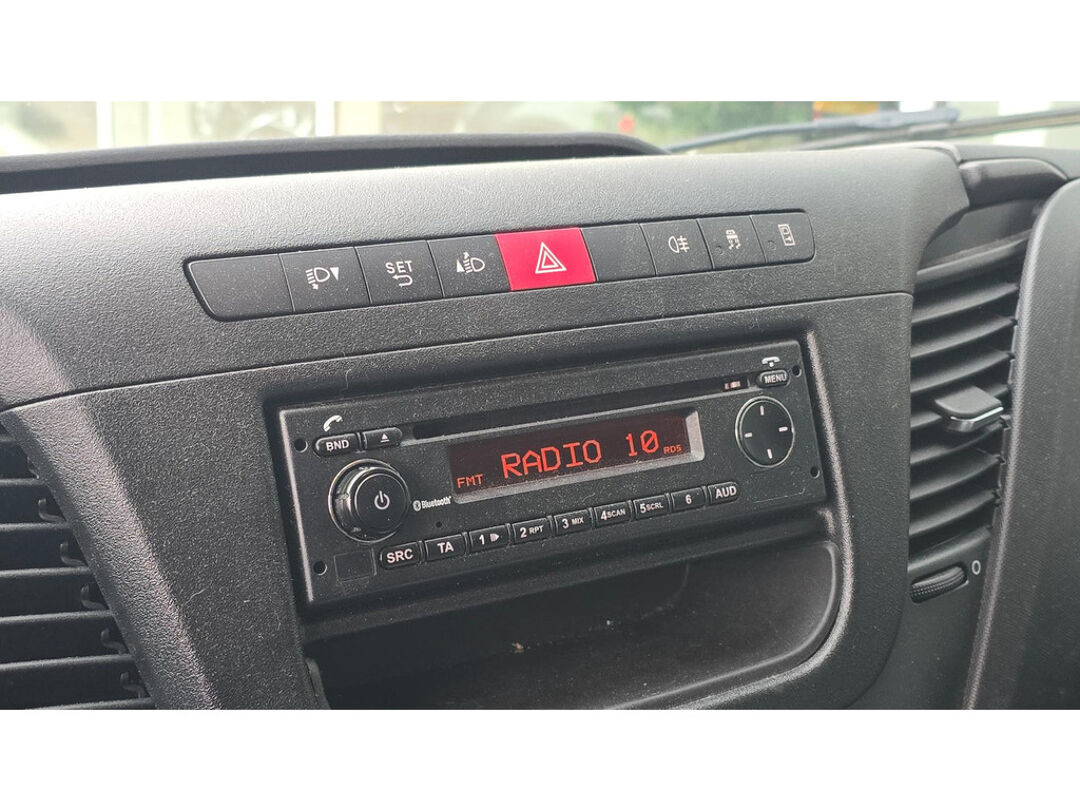 SET
MENU
BND
RADIO 10
FMT
RDS
Bluetooth
SRC
TA
1
2 RPT
3 MIX
4 SCAN
5 SCRL
6
AUD
0